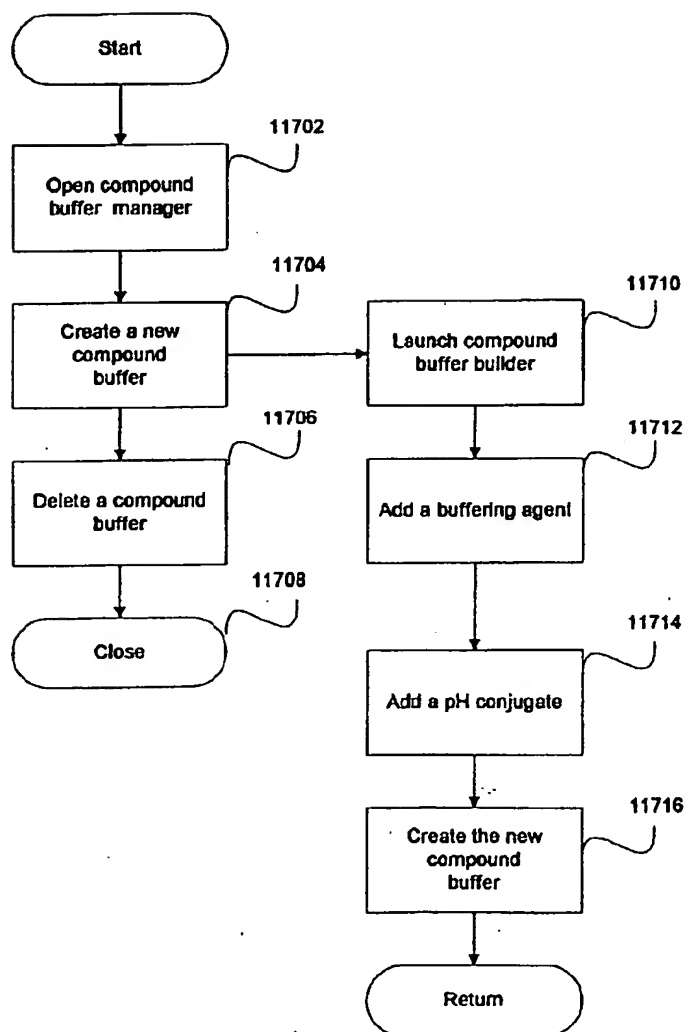 Start
11702
Open compound
buffer manager
11704
Create a new
compound
buffer
11706
Delete a compound
buffer
11708
Close
11710
Launch compound
buffer builder
11712
Add a buffering agent
11714
Add a pH conjugate
11716
Create the new
compound
buffer
Return